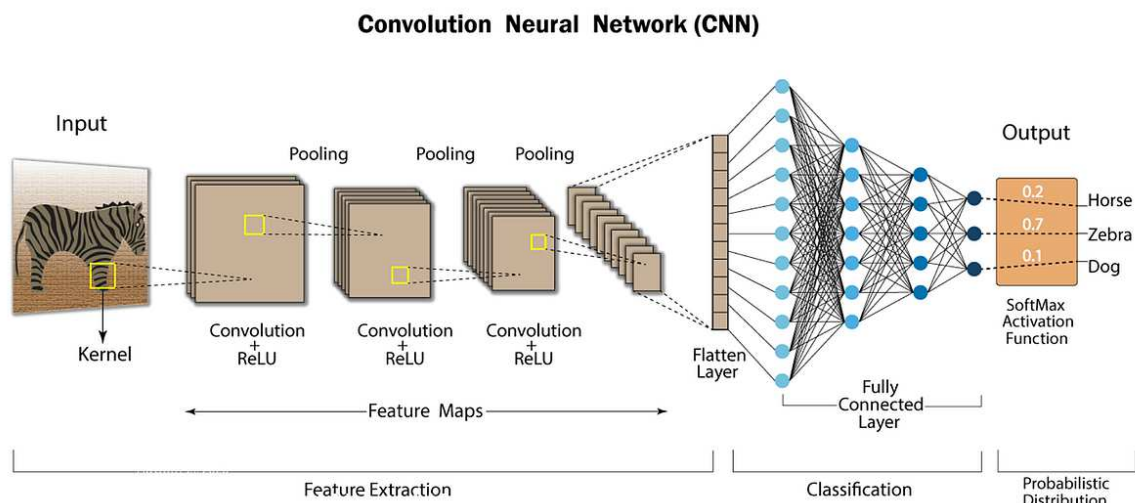 Convolution Neural Network (CNN)
Input
Output
Pooling
Pooling
Pooling
0.2
Horse
0.7
Zebra
0.1
Dog
Kernel
Convolution
+
ReLU
Convolution
+
ReLU
Convolution
+
ReLU
Flatten
Layer
SoftMax
Activation
Function
Feature Maps
Fully
Connected
Layer
Feature Extraction
Classification
Probabilistic
Distribution